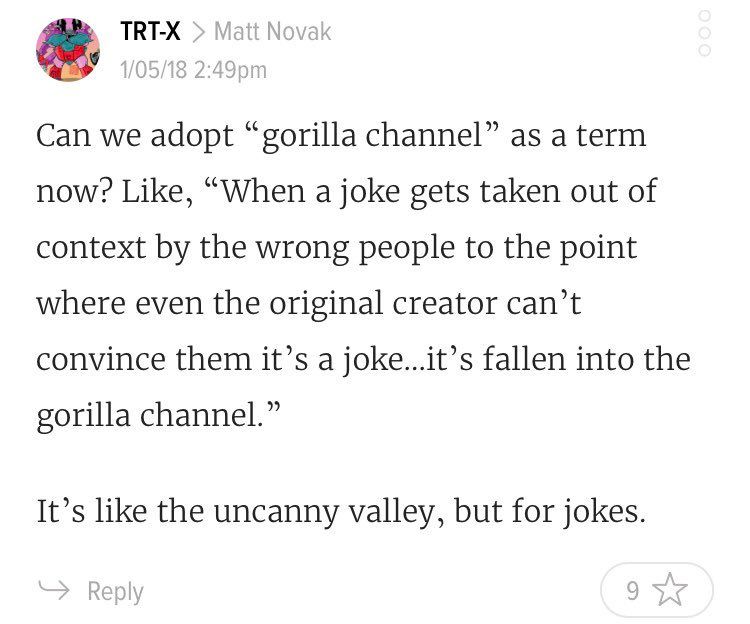 TRT-X > Matt Novak
1/05/18 2:49pm
Can we adopt “gorilla channel” as a term
now? Like, “When a joke gets taken out of
context by the wrong people to the point
where even the original creator can’t
convince them it’s a joke...it’s fallen into the
gorilla channel.”
It’s like the uncanny valley, but for jokes.
Reply
9